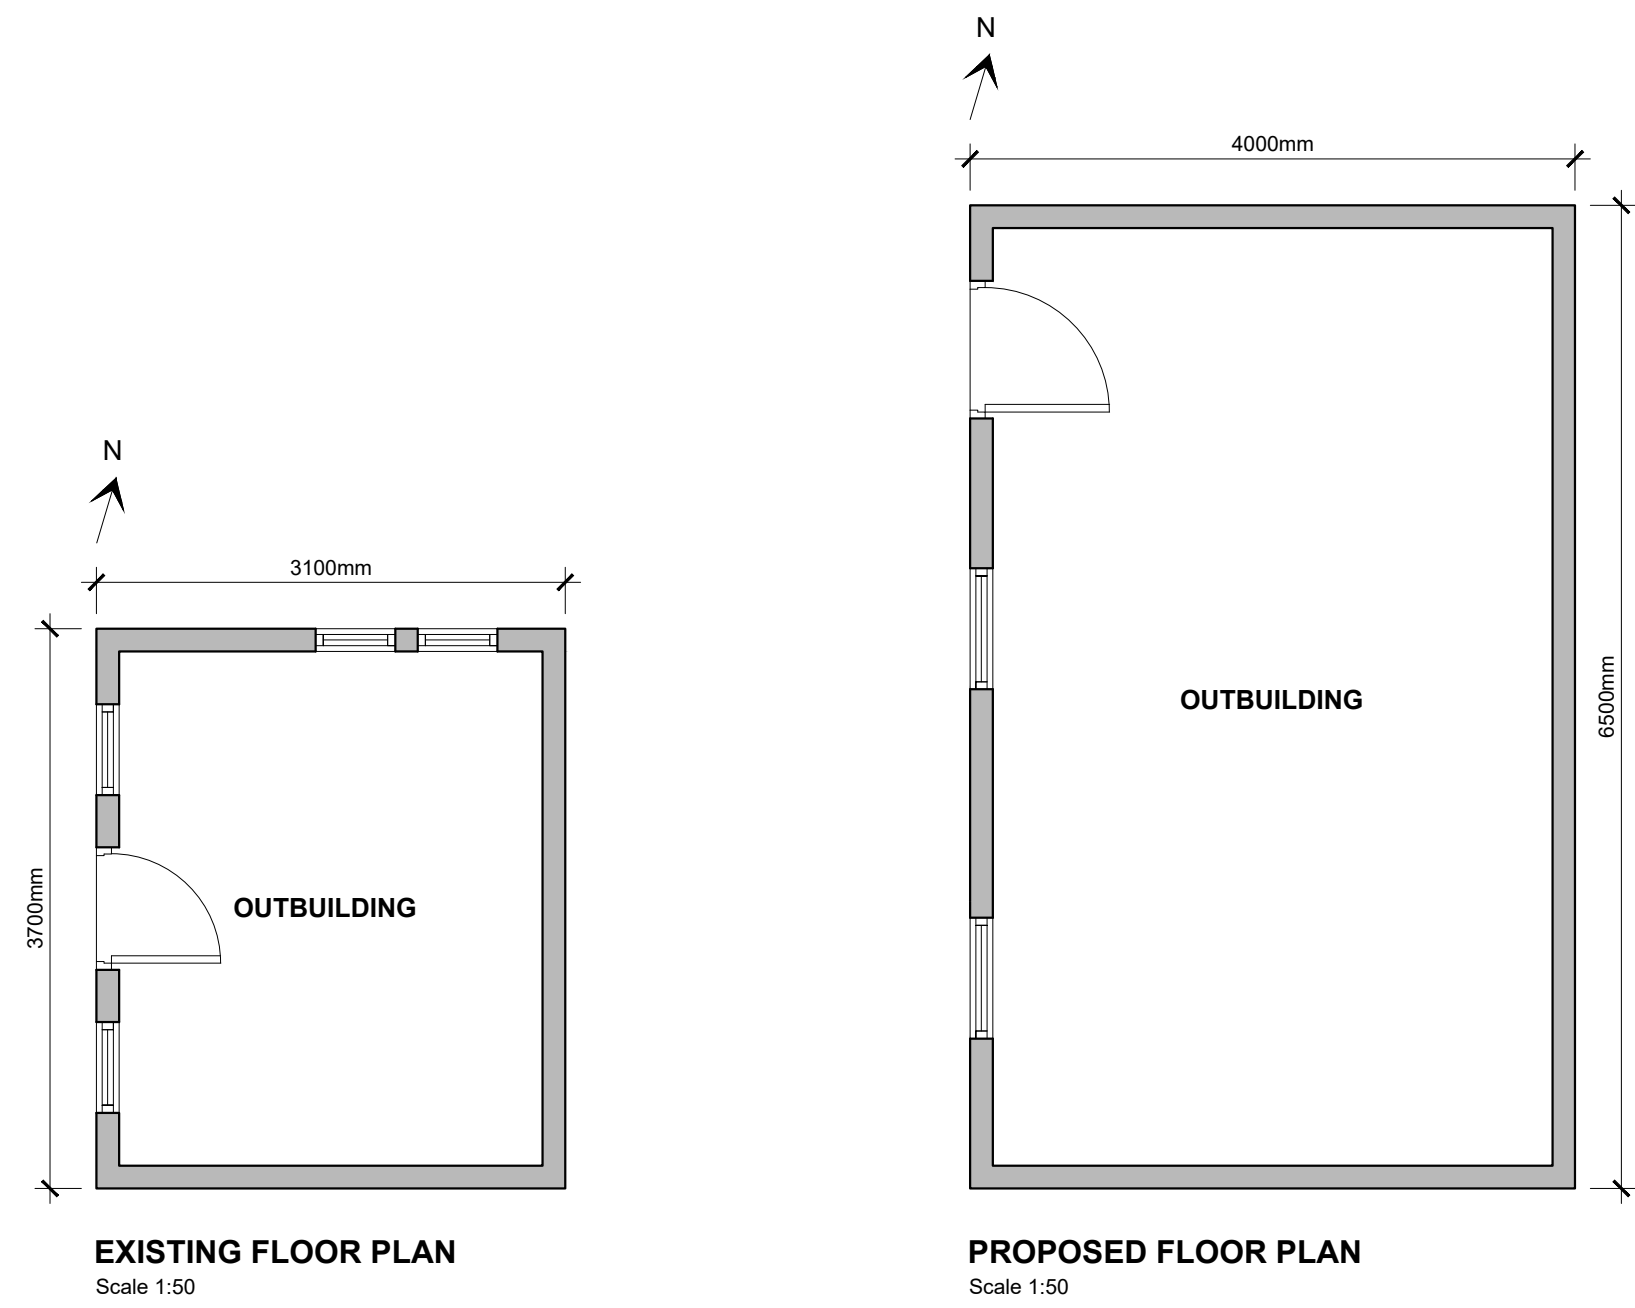 N
3100mm
3700mm
OUTBUILDING
EXISTING FLOOR PLAN
Scale 1:50
N
4000mm
6500mm
OUTBUILDING
PROPOSED FLOOR PLAN
Scale 1:50